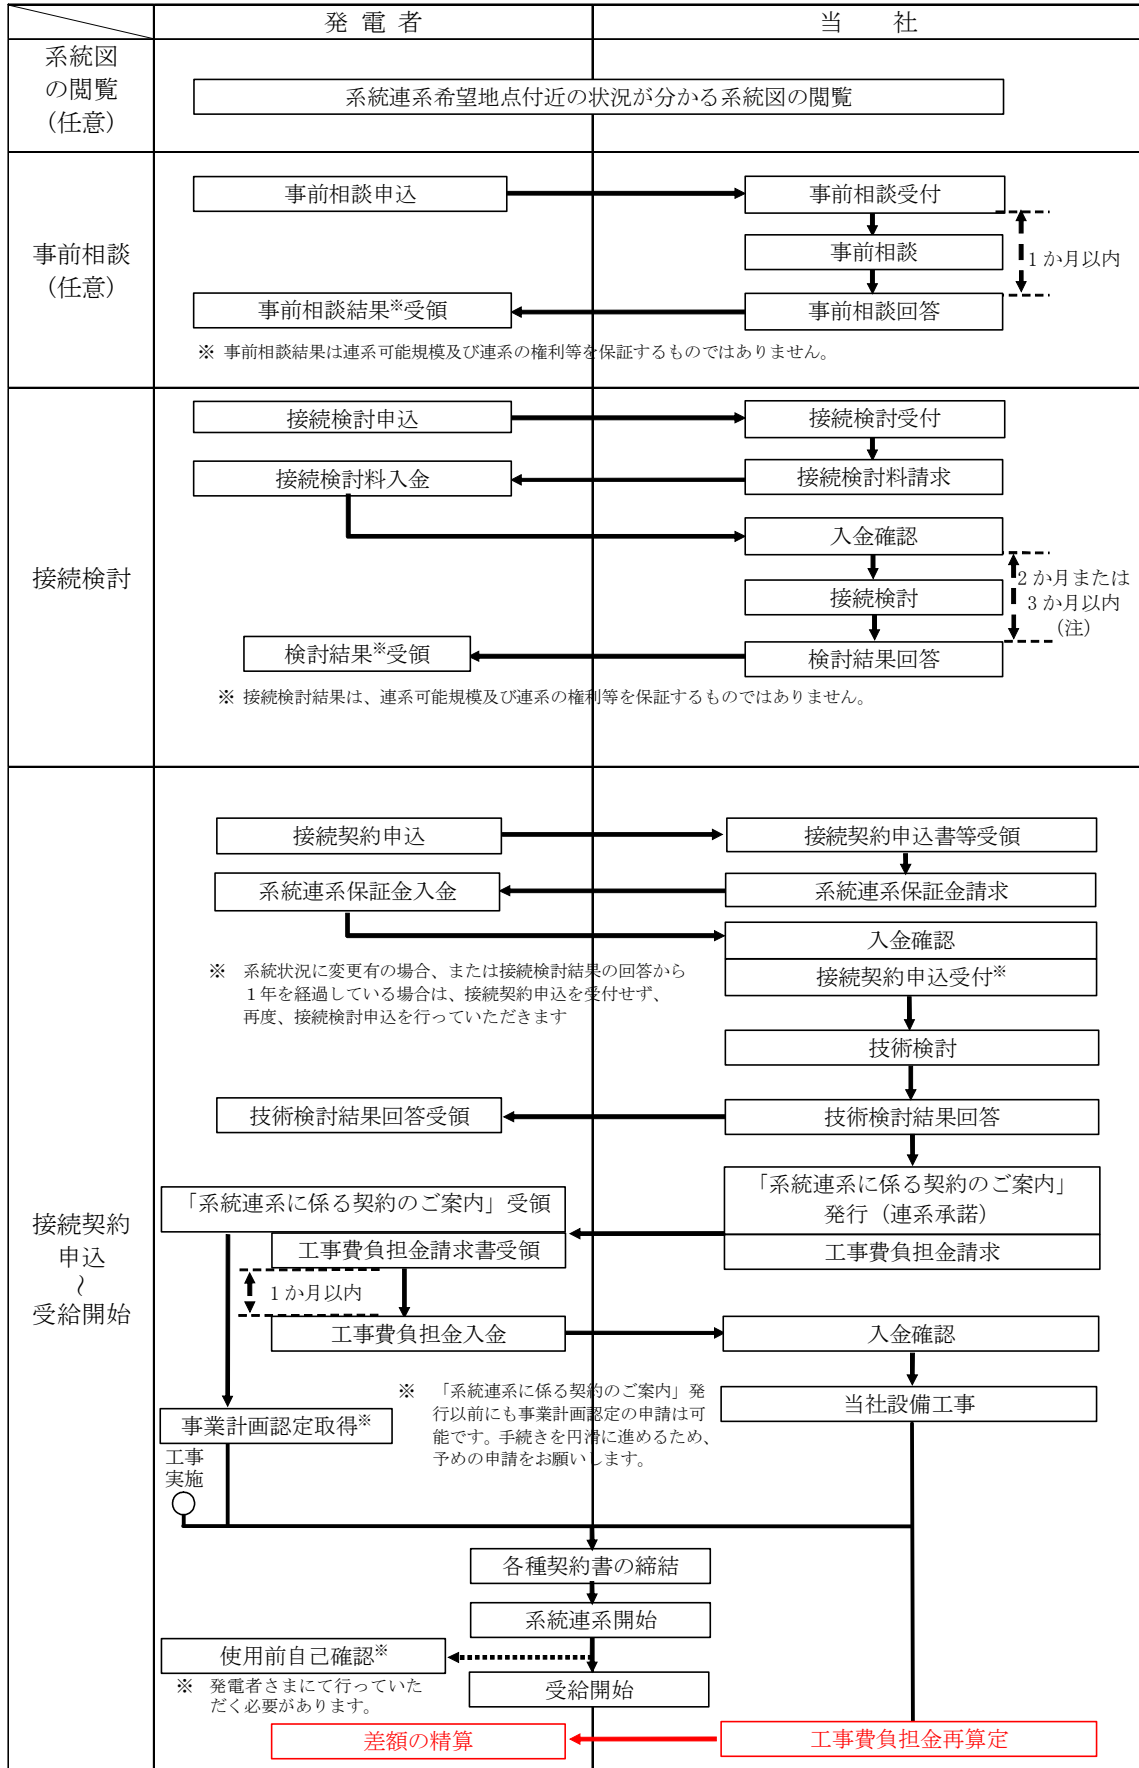 発電者
当　　社
系統図
の閲覧
（任意）
系統連系希望地点付近の状況が分かる系統図の閲覧
事前相談
（任意）
事前相談申込
事前相談受付
事前相談
1か月以内
事前相談結果※受領
事前相談回答
※ 事前相談結果は連系可能規模及び連系の権利等を保証するものではありません。
接続検討
接続検討申込
接続検討受付
接続検討料入金
接続検討料請求
入金確認
接続検討
2か月または
3か月以内
（注）
検討結果※受領
検討結果回答
※ 接続検討結果は、連系可能規模及び連系の権利等を保証するものではありません。
接続契約
申込
～
受給開始
接続契約申込
接続契約申込書等受領
系統連系保証金入金
系統連系保証金請求
入金確認
接続契約申込受付※
※　系統状況に変更有の場合、または接続検討結果の回答から
１年を経過している場合は、接続契約申込を受付せず、
再度、接続検討申込を行っていただきます
技術検討
技術検討結果回答受領
技術検討結果回答
「系統連系に係る契約のご案内」受領
「系統連系に係る契約のご案内」
発行（連系承諾）
工事費負担金請求書受領
工事費負担金請求
1か月以内
工事費負担金入金
入金確認
※　「系統連系に係る契約のご案内」発
行以前にも事業計画認定の申請は可
能です。手続きを円滑に進めるため、
予めの申請をお願いします。
当社設備工事
事業計画認定取得※
工事
実施
各種契約書の締結
系統連系開始
使用前自己確認※
※　発電者さまにて行っていた
だく必要があります。
受給開始
差額の精算
工事費負担金再算定